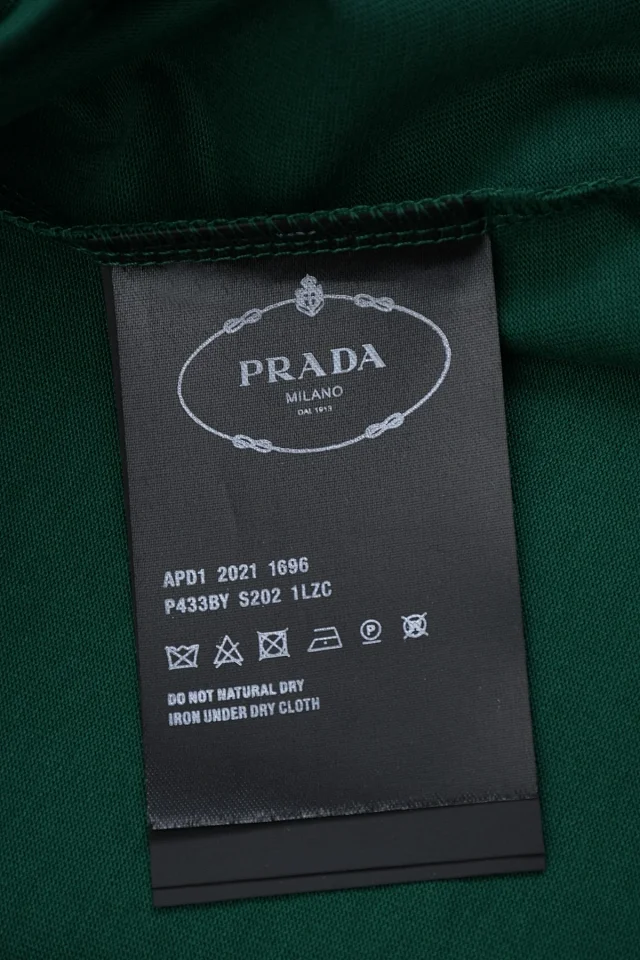 PRADA
MILANO
DAL 1913
APD1 2021 1696
P433BY S202 1LZC
P
W
DO NOT NATURAL DRY
IRON UNDER DRY CLOTH